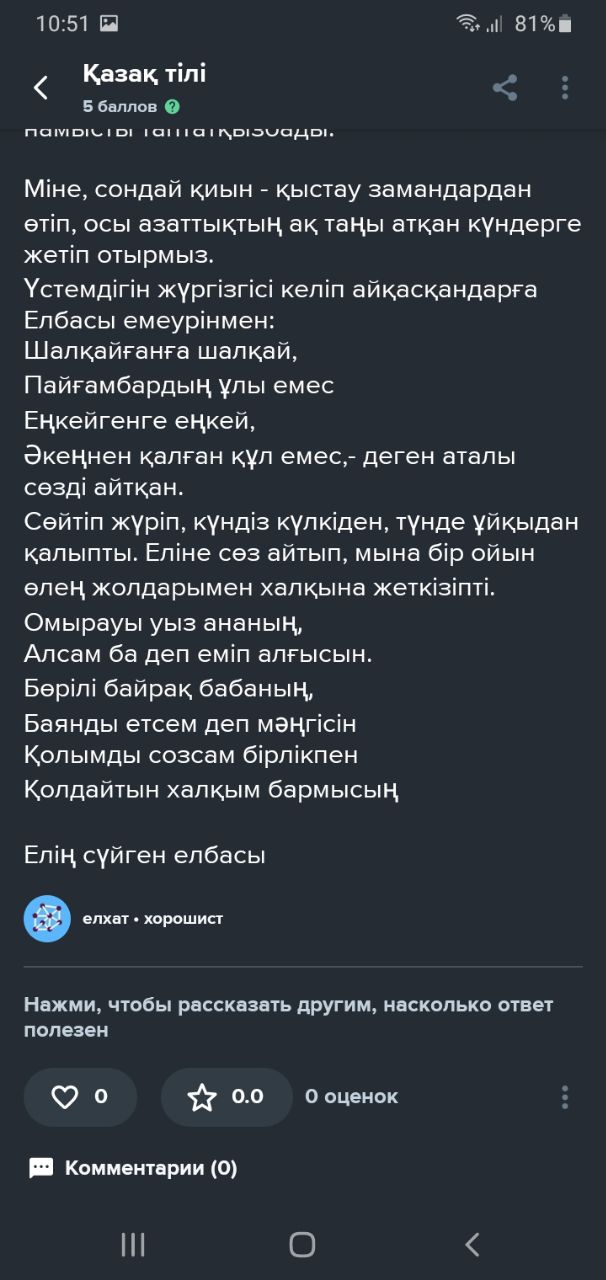 10:51 81%
Қазақ тілі
5 баллов ?
намысты таптатқызбады.
Міне, сондай қиын - қыстау замандардан
өтіп, осы азаттықтың ақ таңы атқан күндерге
жетіп отырмыз.
Үстемдігін жүргізгісі келіп айқасқандарға
Елбасы емеурінмен:
Шалқайғанға шалқай,
Пайғамбардың ұлы емес
Еңкейгенге еңкей,
Әкеңнен қалған құл емес,- деген аталы
сөзді айтқан.
Сөйтіп жүріп, күндіз күлкіден, түнде ұйқыдан
қалыпты. Еліне сөз айтып, мына бір ойын
өлең жолдарымен халқына жеткізіпті.
Омырауы уыз ананың,
Алсам ба деп еміп алғысын.
Бөрілі байрақ бабаның,
Баянды етсем деп мәңгісін
Қолымды созсам бірлікпен
Қолдайтын халқым бармысың
Елің сүйген елбасы
елхат • хорошист
Нажми, чтобы рассказать другим, насколько ответ
полезен
0 0.0 0 оценок
Комментарии (0)